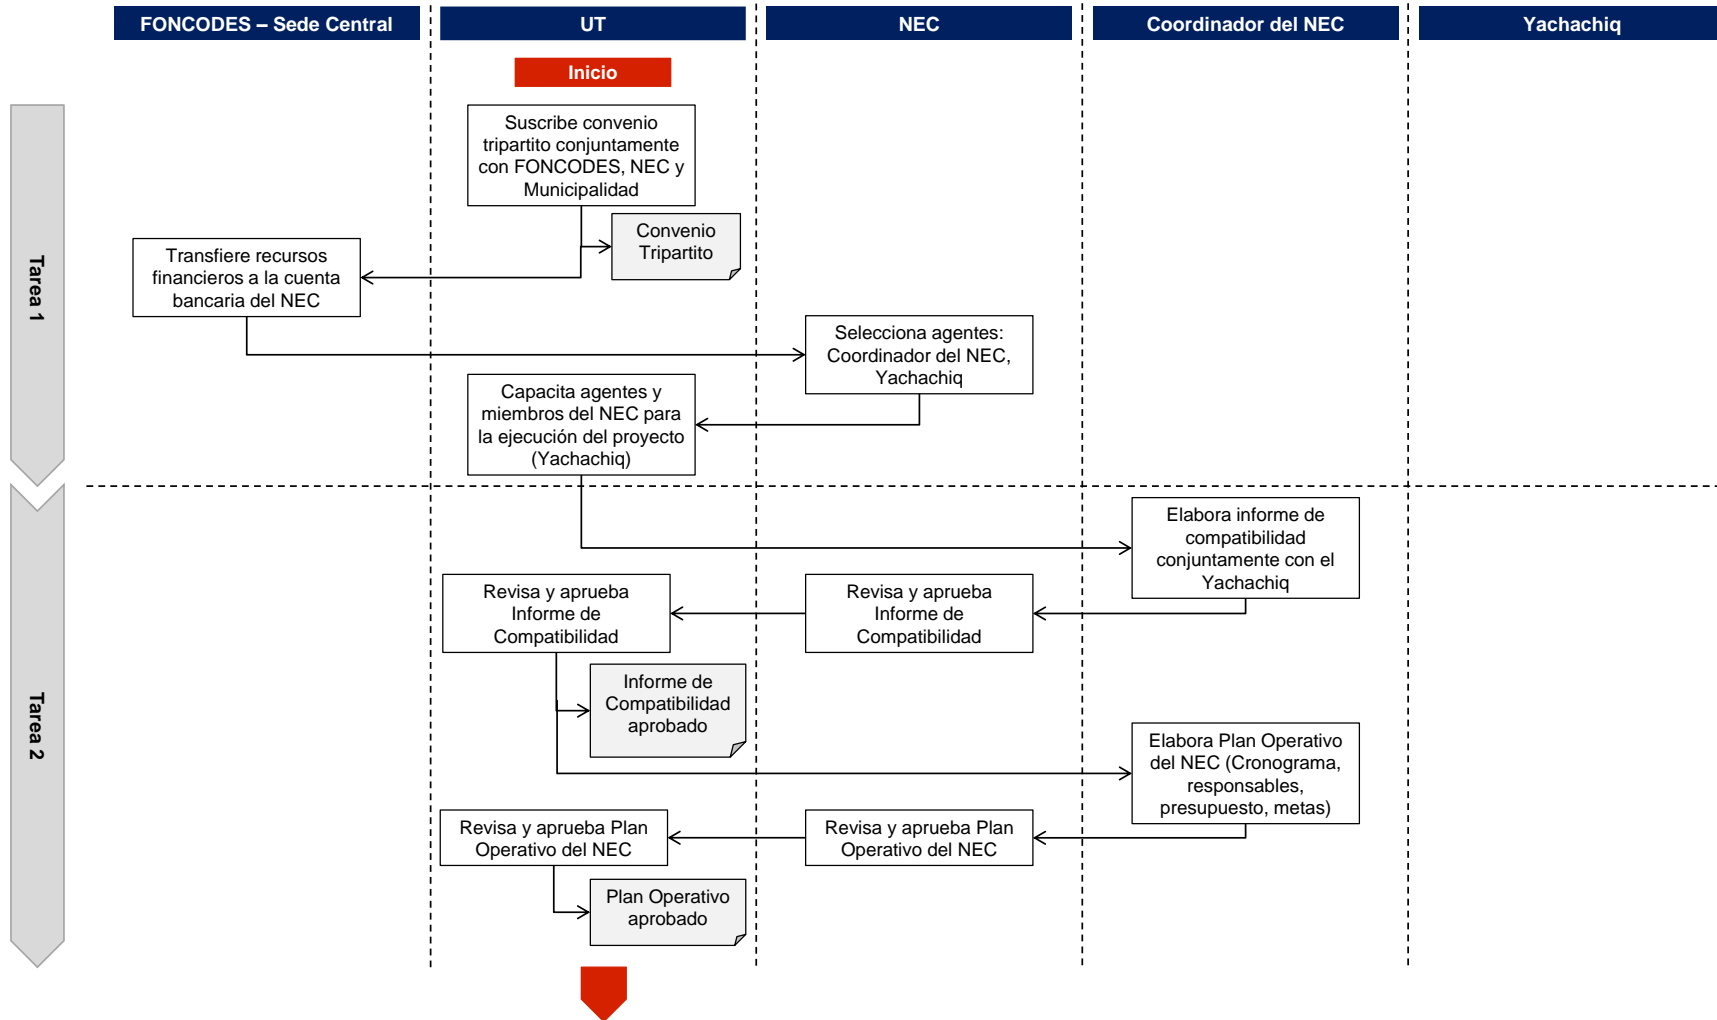 FONCODES – Sede Central
UT
NEC
Coordinador del NEC
Yachachiq
Inicio
Tarea 1
Suscribe convenio
tripartito conjuntamente
con FONCODES, NEC y
Municipalidad
Convenio
Tripartito
Transfiere recursos
financieros a la cuenta
bancaria del NEC
Selecciona agentes:
Coordinador del NEC,
Yachachiq
Capacita agentes y
miembros del NEC para
la ejecución del proyecto
(Yachachiq)
Tarea 2
Elabora informe de
compatibilidad
conjuntamente con el
Yachachiq
Revisa y aprueba
Informe de
Compatibilidad
Revisa y aprueba
Informe de
Compatibilidad
Informe de
Compatibilidad
aprobado
Elabora Plan Operativo
del NEC (Cronograma,
responsables,
presupuesto, metas)
Revisa y aprueba Plan
Operativo del NEC
Revisa y aprueba Plan
Operativo del NEC
Plan Operativo
aprobado